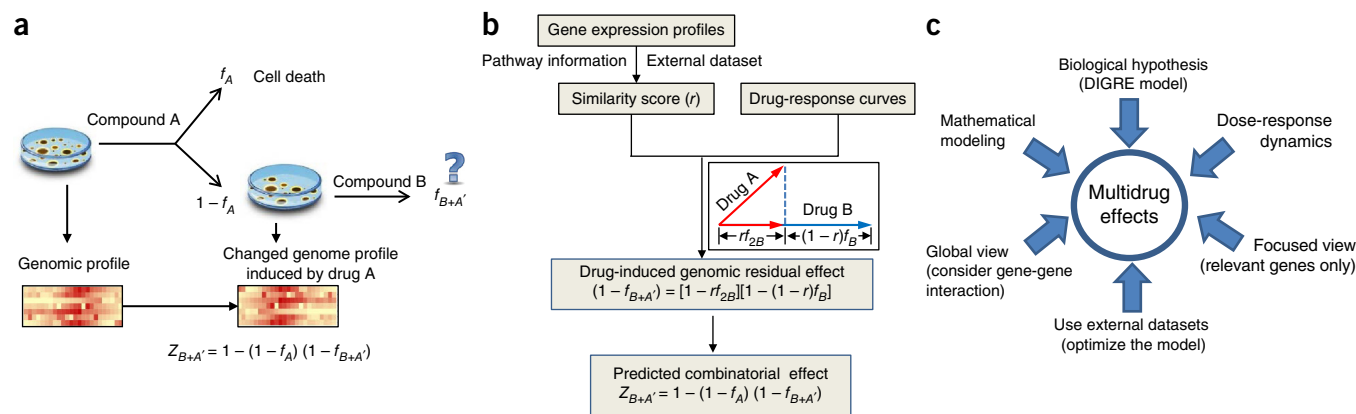 a
f_A Cell death
Compound A
1 – f_A
Compound B
?
f_{B+A'}
Genomic profile
Changed genome profile
induced by drug A
Z_{B+A'} = 1 – (1 – f_A) (1 – f_{B+A'})
b
Gene expression profiles
Pathway information External dataset
Similarity score (r)
Drug-response curves
Drug A
Drug B
rf_{2B} (1 – r)f_B
Drug-induced genomic residual effect
(1 – f_{B+A'}) = [1 – rf_{2B}][1 – (1 – r)f_B]
Predicted combinatorial effect
Z_{B+A'} = 1 – (1 – f_A) (1 – f_{B+A'})
c
Biological hypothesis
(DIGRE model)
Mathematical
modeling
Dose-response
dynamics
Multidrug
effects
Global view
(consider gene-gene
interaction)
Focused view
(relevant genes only)
Use external datasets
(optimize the model)